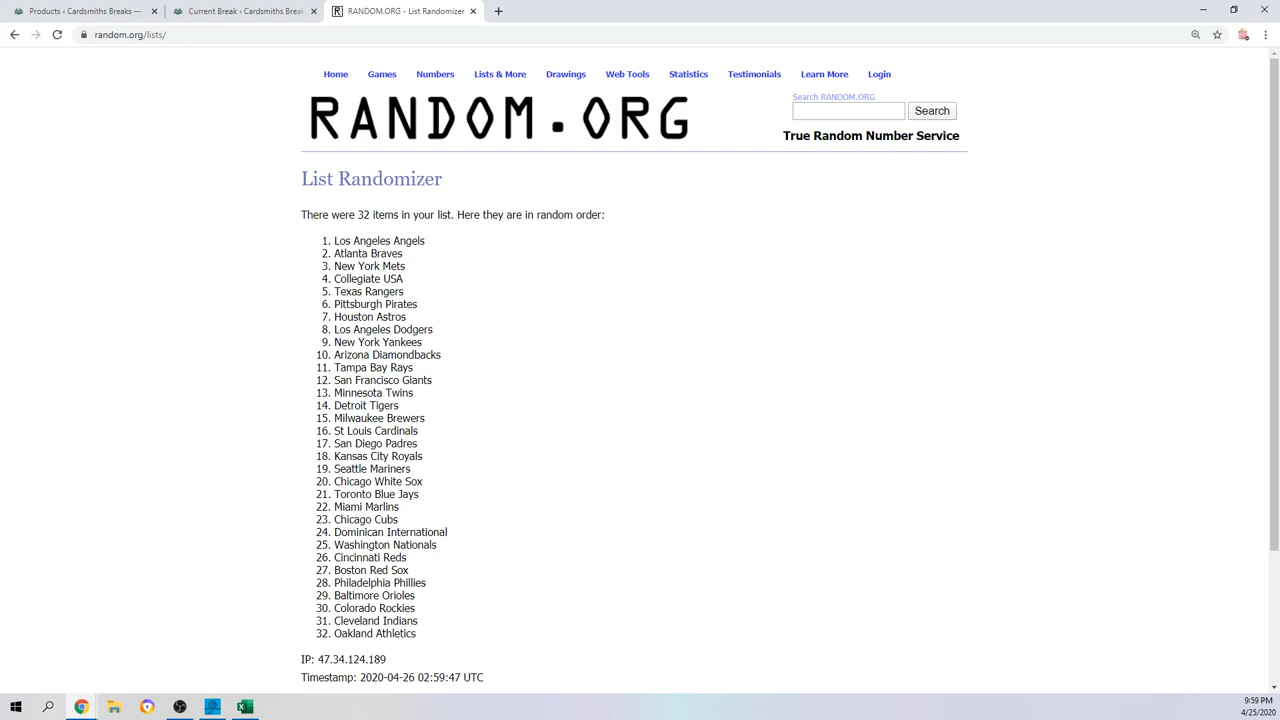 Products ‹ Cardsmiths Breaks —
Current Break ‹ Cardsmiths Break
RANDOM.ORG - List Randomizer
random.org/lists/
Home Games Numbers Lists & More Drawings Web Tools Statistics Testimonials Learn More Login
RANDOM.ORG
Search RANDOM.ORG
Search
True Random Number Service
List Randomizer
There were 32 items in your list. Here they are in random order:
1. Los Angeles Angels
2. Atlanta Braves
3. New York Mets
4. Collegiate USA
5. Texas Rangers
6. Pittsburgh Pirates
7. Houston Astros
8. Los Angeles Dodgers
9. New York Yankees
10. Arizona Diamondbacks
11. Tampa Bay Rays
12. San Francisco Giants
13. Minnesota Twins
14. Detroit Tigers
15. Milwaukee Brewers
16. St Louis Cardinals
17. San Diego Padres
18. Kansas City Royals
19. Seattle Mariners
20. Chicago White Sox
21. Toronto Blue Jays
22. Miami Marlins
23. Chicago Cubs
24. Dominican International
25. Washington Nationals
26. Cincinnati Reds
27. Boston Red Sox
28. Philadelphia Phillies
29. Baltimore Orioles
30. Colorado Rockies
31. Cleveland Indians
32. Oakland Athletics
IP: 47.34.124.189
Timestamp: 2020-04-26 02:59:47 UTC
9:59 PM
4/25/2020